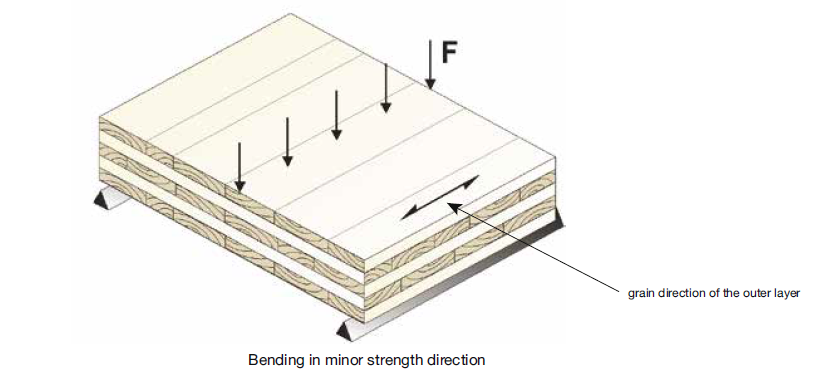 F
grain direction of the outer layer
Bending in minor strength direction